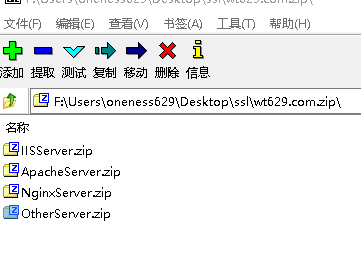 F:\Users\oneness629\Desktop\ssl\wt629.com.zip\
文件(F) 编辑(E) 查看(V) 书签(A) 工具(T) 帮助(H)
添加 提取 测试 复制 移动 删除 信息
F:\Users\oneness629\Desktop\ssl\wt629.com.zip\
名称
IISServer.zip
ApacheServer.zip
NginxServer.zip
OtherServer.zip